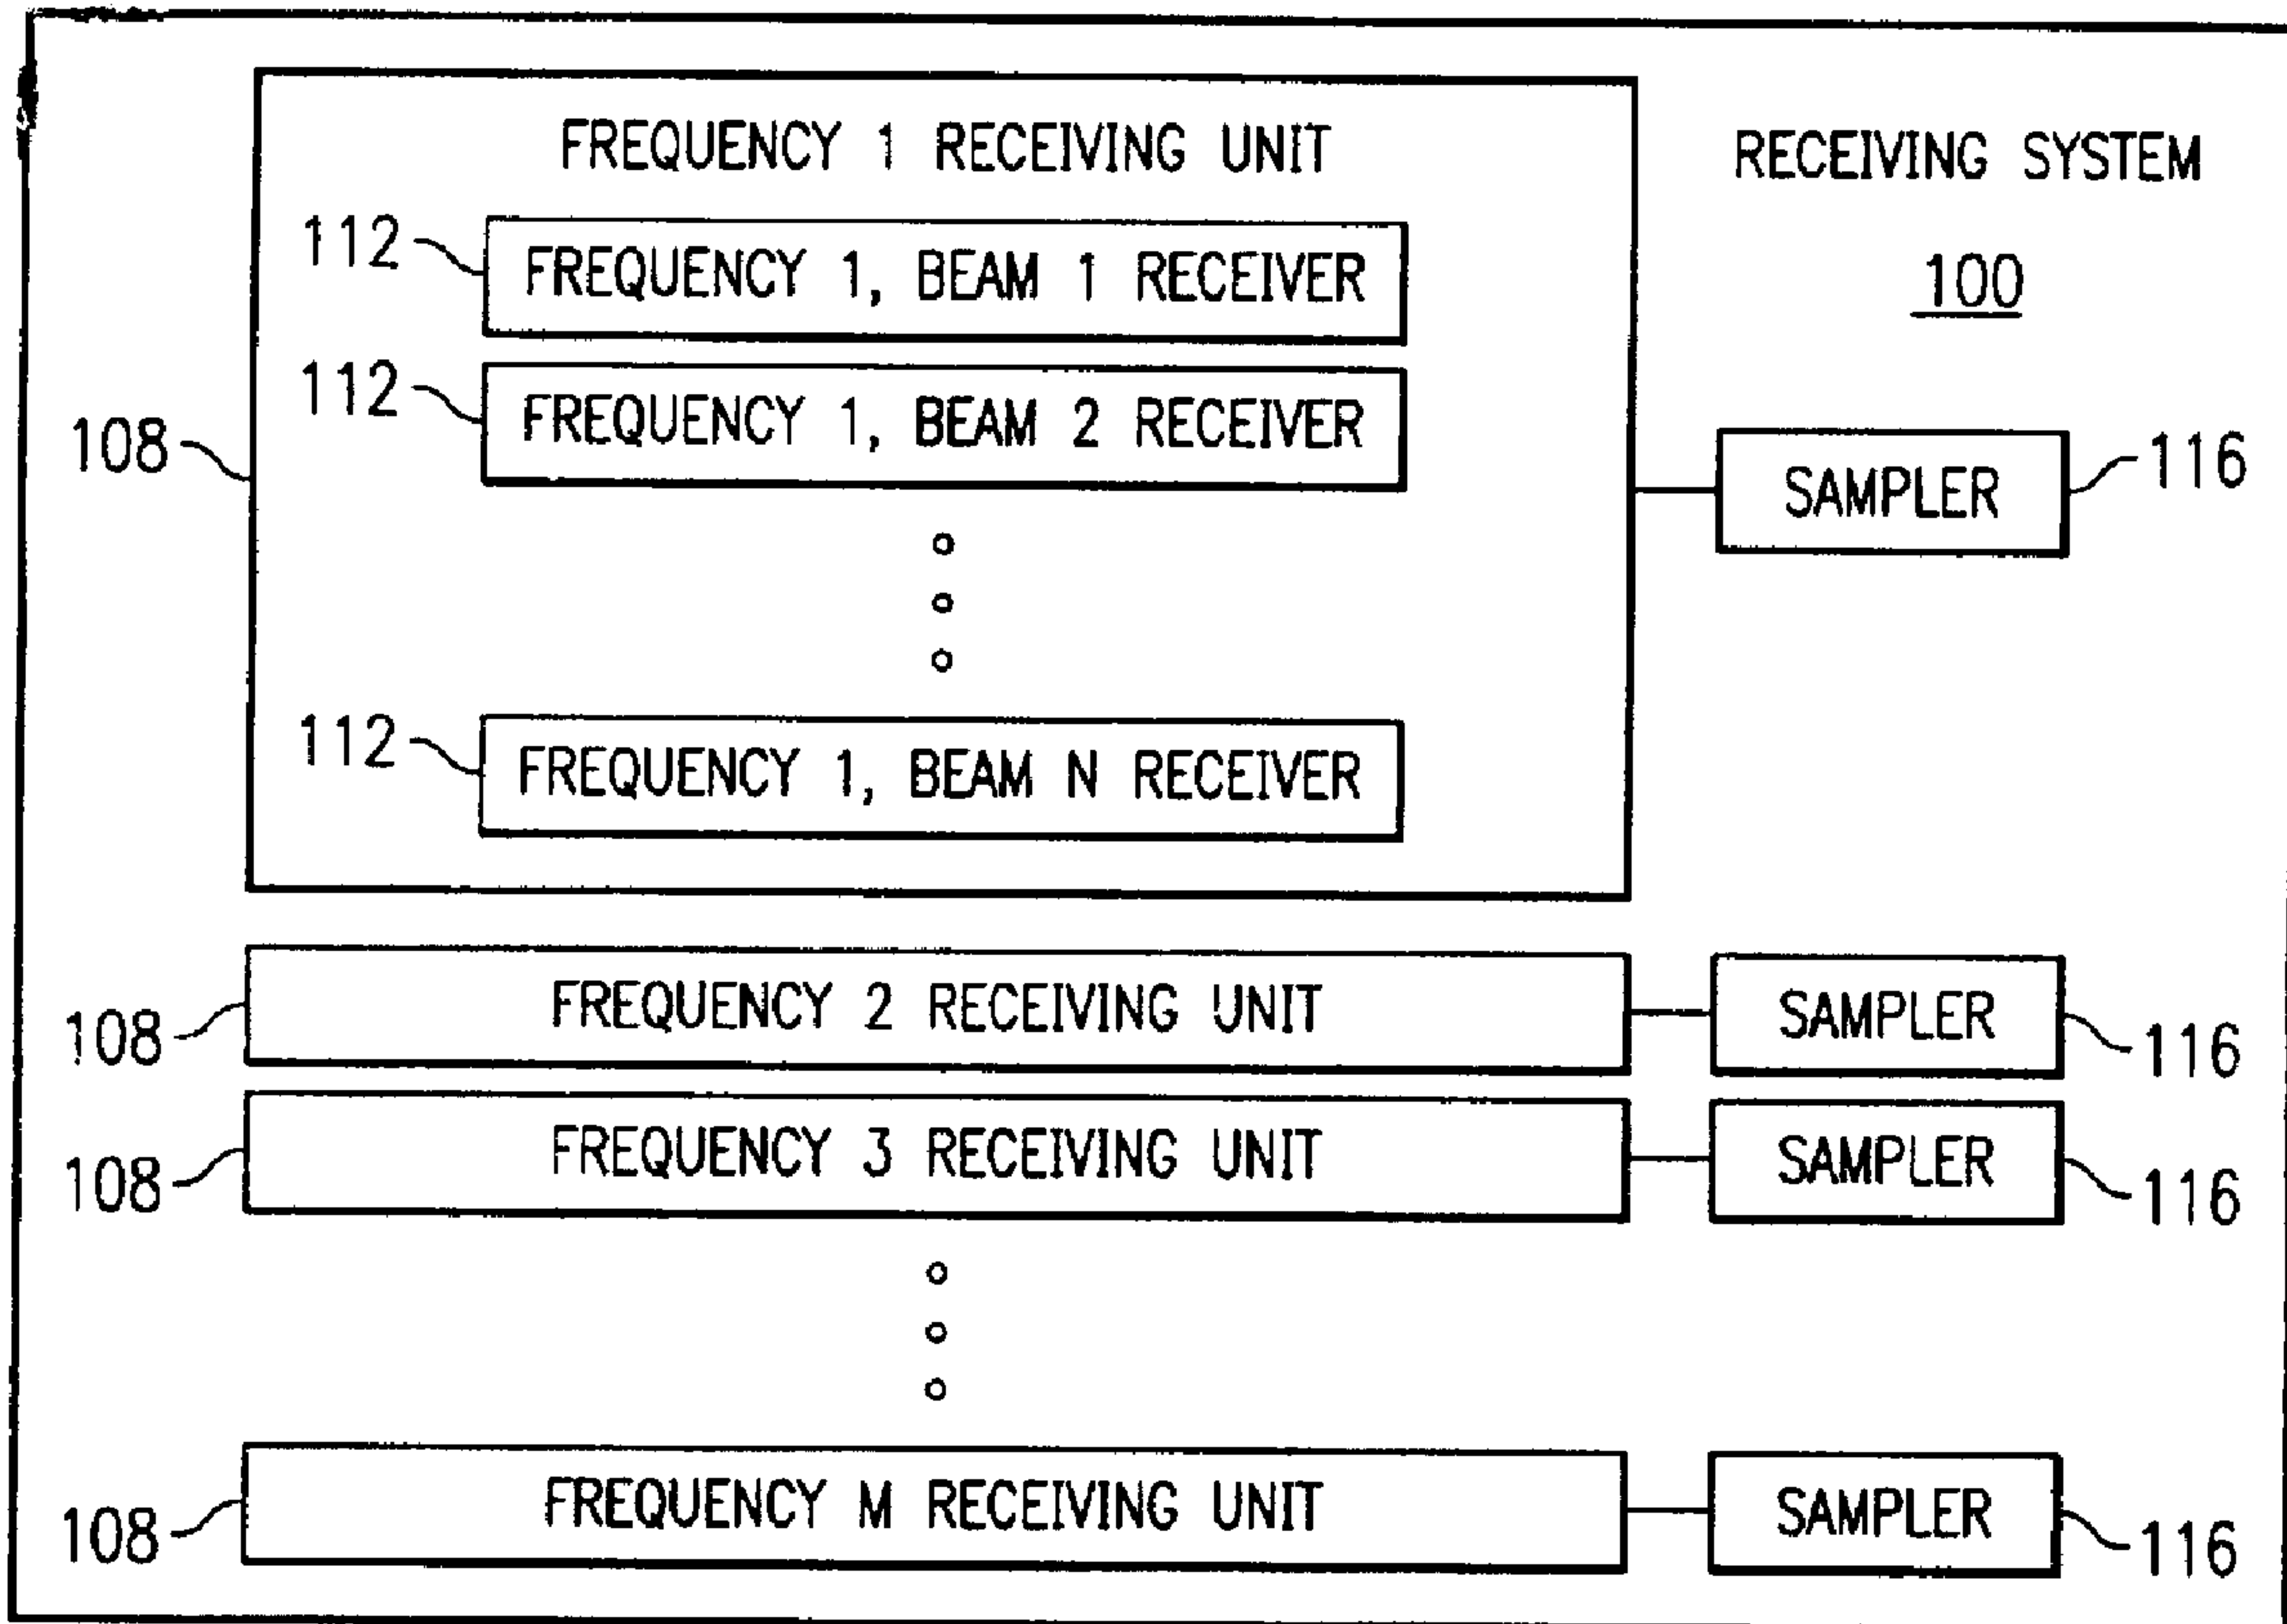 FREQUENCY 1 RECEIVING UNIT
RECEIVING SYSTEM
100
112
FREQUENCY 1, BEAM 1 RECEIVER
112
FREQUENCY 1, BEAM 2 RECEIVER
108
SAMPLER
116
112
FREQUENCY 1, BEAM N RECEIVER
108
FREQUENCY 2 RECEIVING UNIT
SAMPLER
116
108
FREQUENCY 3 RECEIVING UNIT
SAMPLER
116
108
FREQUENCY M RECEIVING UNIT
SAMPLER
116